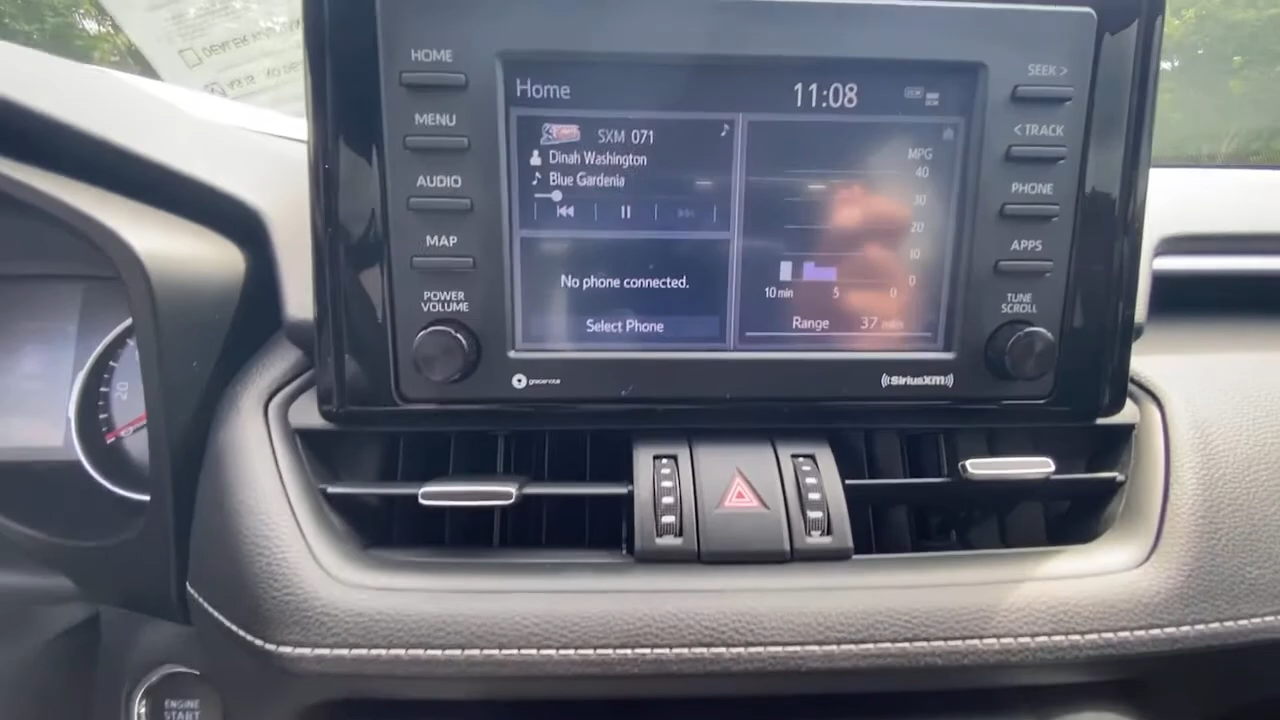 HOME
MENU
AUDIO
MAP
POWER
VOLUME
Home
11:08
SXM 071
Dinah Washington
Blue Gardenia
No phone connected.
Select Phone
MPG
40
30
20
10
0
10 min
5
0
Range
37
SEEK >
< TRACK
PHONE
APPS
TUNE
SCROLL
gracenote
SiriusXM
20
ENGINE
START